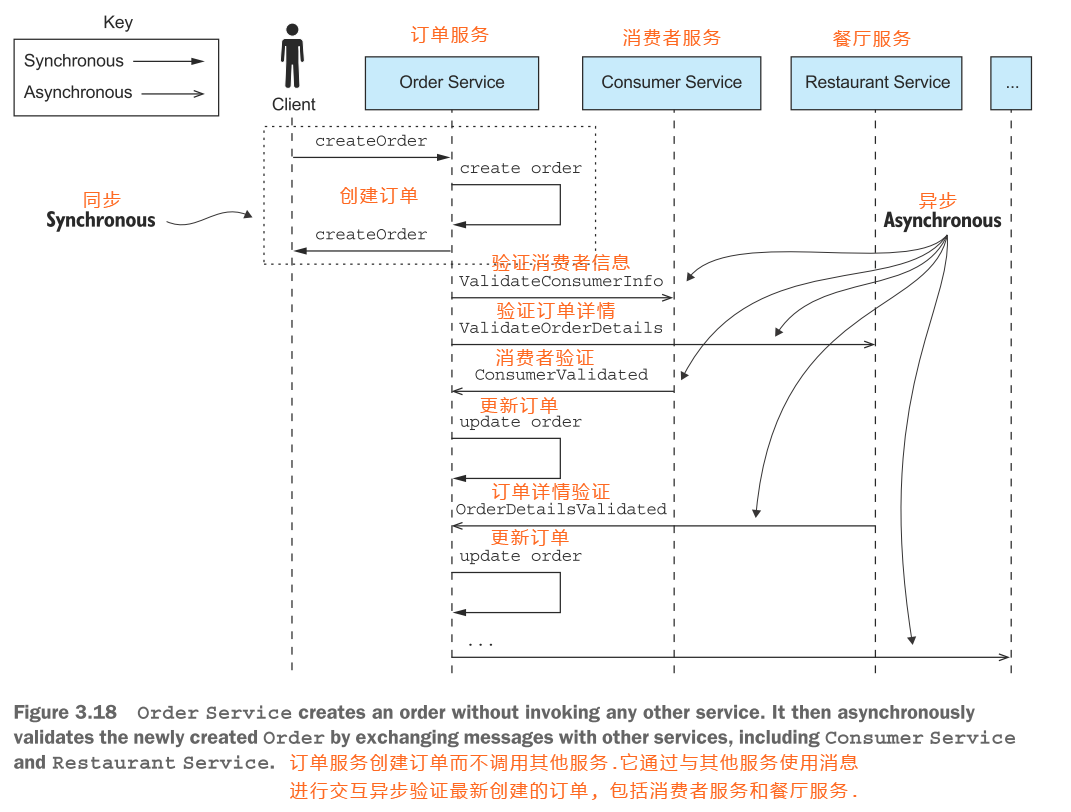 Key
Synchronous
Asynchronous
Client
订单服务
Order Service
消费者服务
Consumer Service
餐厅服务
Restaurant Service
...
createOrder
create order
创建订单
createOrder
同步
Synchronous
异步
Asynchronous
验证消费者信息
ValidateConsumerInfo
验证订单详情
ValidateOrderDetails
消费者验证
ConsumerValidated
更新订单
update order
订单详情验证
OrderDetailsValidated
更新订单
update order
...
Figure 3.18 Order Service creates an order without invoking any other service. It then asynchronously
validates the newly created Order by exchanging messages with other services, including Consumer Service
and Restaurant Service. 订单服务创建订单而不调用其他服务.它通过与其他服务使用消息
进行交互异步验证最新创建的订单, 包括消费者服务和餐厅服务.